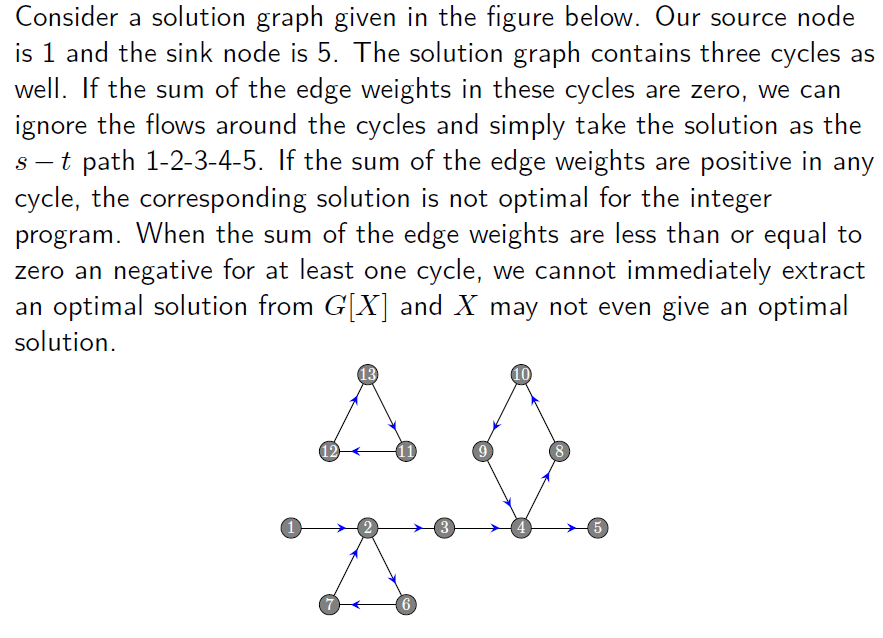 Consider a solution graph given in the figure below. Our source node
is 1 and the sink node is 5. The solution graph contains three cycles as
well. If the sum of the edge weights in these cycles are zero, we can
ignore the flows around the cycles and simply take the solution as the
s − t path 1-2-3-4-5. If the sum of the edge weights are positive in any
cycle, the corresponding solution is not optimal for the integer
program. When the sum of the edge weights are less than or equal to
zero an negative for at least one cycle, we cannot immediately extract
an optimal solution from G[X] and X may not even give an optimal
solution.
13 10
12 11 9 8
1 2 3 4 5
7 6